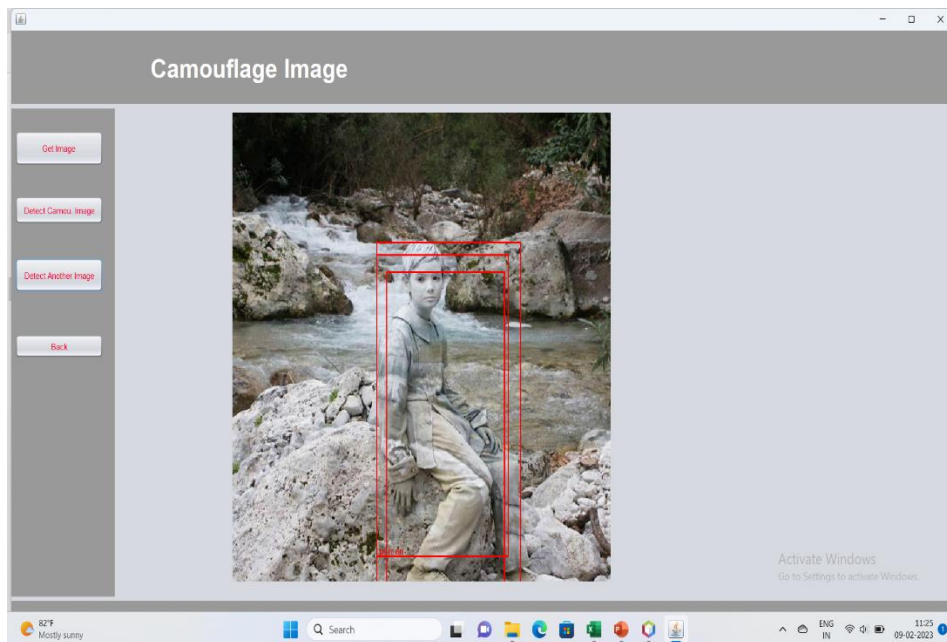 Camouflage Image
Get Image
Detect Camou. Image
Detect Another Image
Back
Activate Windows
Go to Settings to activate Windows.
82°F
Mostly sunny
Search
ENG
IN
11:25
09-02-2023